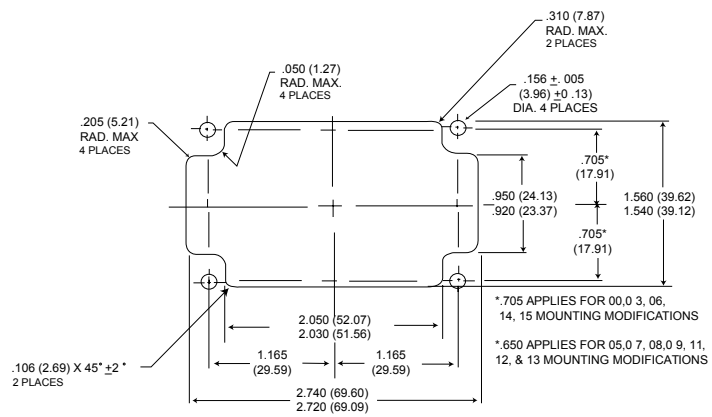 .310 (7.87)
RAD. MAX.
2 PLACES
.050 (1.27)
RAD. MAX.
4 PLACES
.156 ±. 005
(3.96) ±0 .13)
DIA. 4 PLACES
.205 (5.21)
RAD. MAX
4 PLACES
.705*
(17.91)
.950 (24.13)
.920 (23.37)
1.560 (39.62)
1.540 (39.12)
.705*
(17.91)
2.050 (52.07)
2.030 (51.56)
*.705 APPLIES FOR 00,0 3, 06,
14, 15 MOUNTING MODIFICATIONS
*.650 APPLIES FOR 05,0 7, 08,0 9, 11,
12, & 13 MOUNTING MODIFICATIONS
.106 (2.69) X 45° ±2 °
2 PLACES
1.165
(29.59)
1.165
(29.59)
2.740 (69.60)
2.720 (69.09)